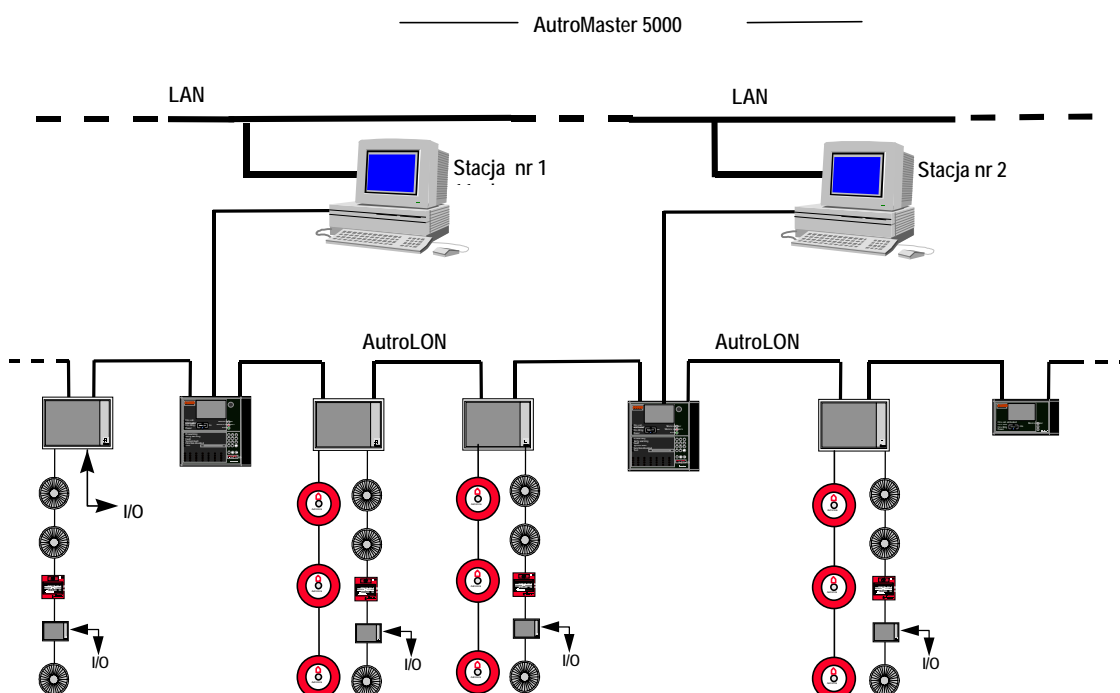 AutroMaster 5000
LAN
LAN
Stacja nr 1
Stacja nr 2
AutroLON
AutroLON
I/O
I/O
I/O
I/O
I/O